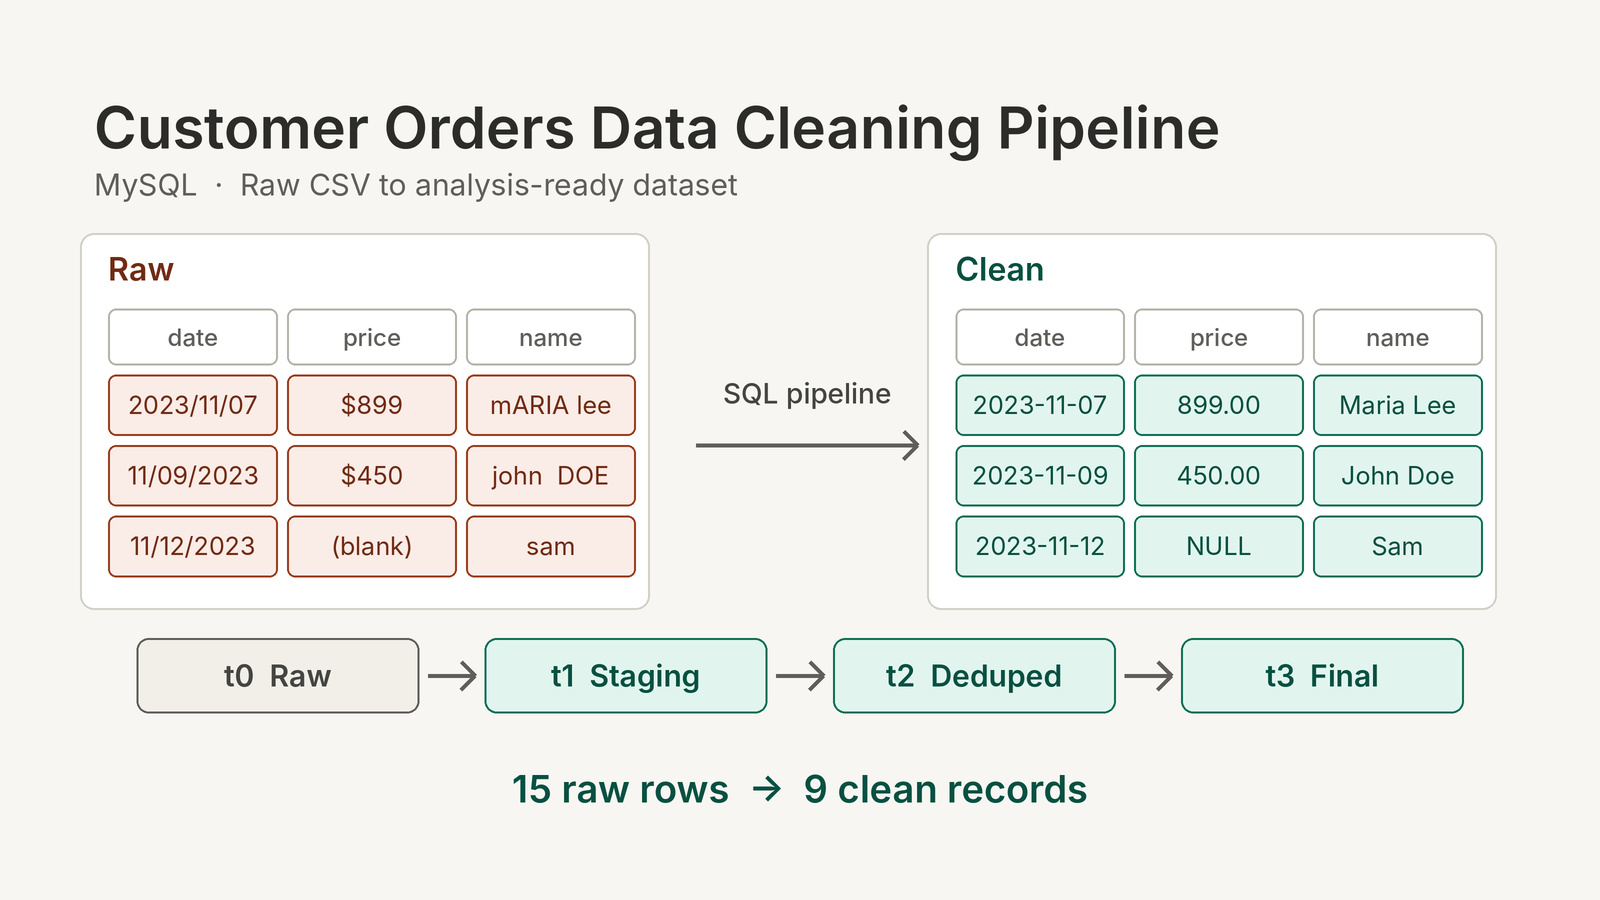 Customer Orders Data Cleaning Pipeline
MySQL · Raw CSV to analysis-ready dataset
Raw
date price name
2023/11/07 $899 mARIA lee
11/09/2023 $450 john  DOE
11/12/2023 (blank) sam
SQL pipeline
Clean
date price name
2023-11-07 899.00 Maria Lee
2023-11-09 450.00 John Doe
2023-11-12 NULL Sam
t0 Raw → t1 Staging → t2 Deduped → t3 Final
15 raw rows → 9 clean records